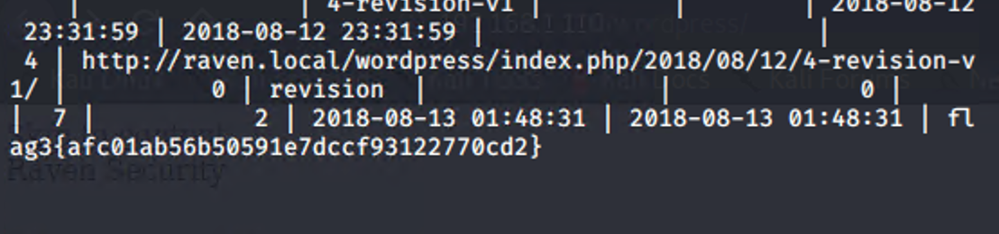 | | 4-revision-v1 | | | 2018-08-12
23:31:59 | 2018-08-12 23:31:59 | |
4 | http://raven.local/wordpress/index.php/2018/08/12/4-revision-v
1/ | 0 | revision | | 0 |
| 7 | 2 | 2018-08-13 01:48:31 | 2018-08-13 01:48:31 | fl
ag3{afc01ab56b50591e7dccf93122770cd2}
Raven Security